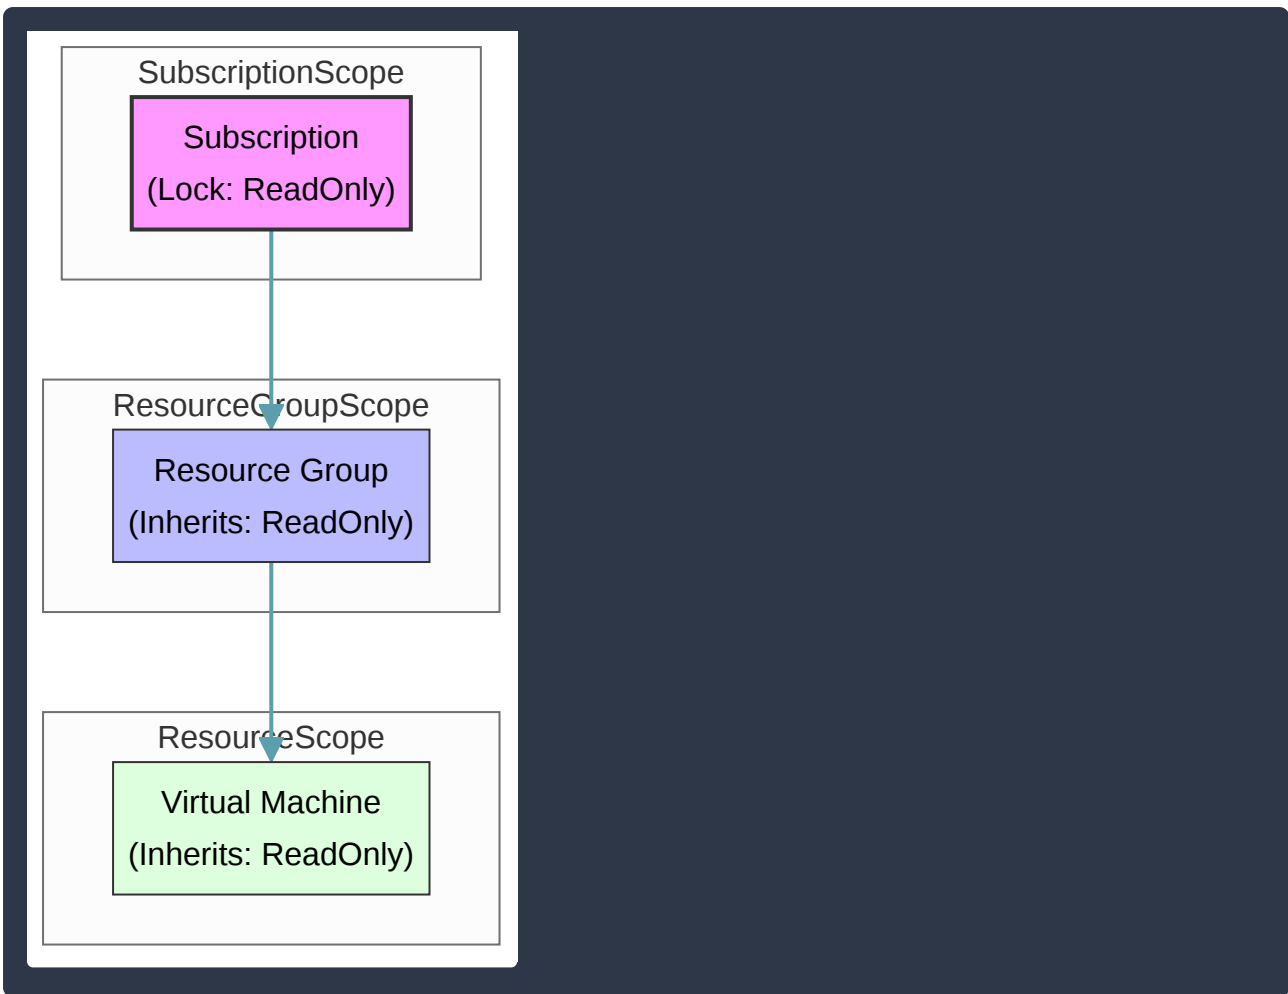 SubscriptionScope
Subscription
(Lock: ReadOnly)
ResourceGroupScope
Resource Group
(Inherits: ReadOnly)
ResourceScope
Virtual Machine
(Inherits: ReadOnly)